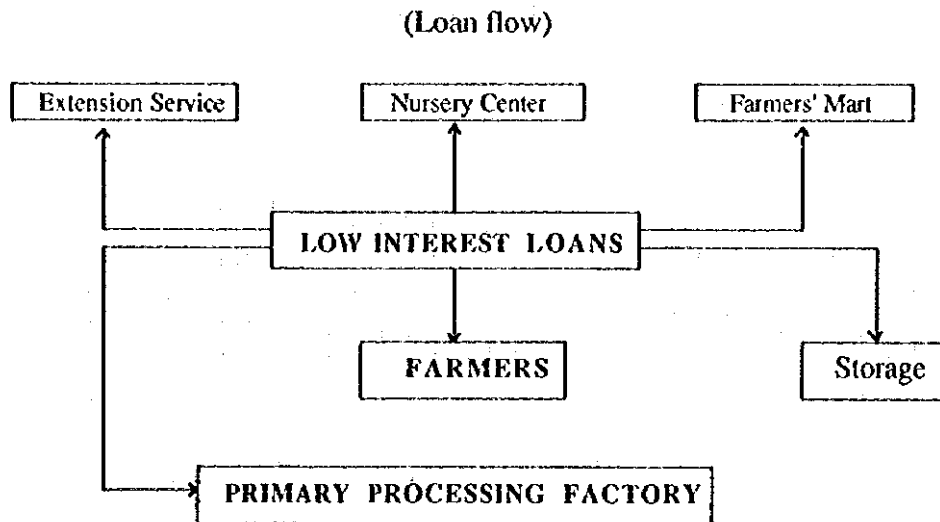 (Loan flow)
Extension Service
Nursery Center
Farmers' Mart
LOW INTEREST LOANS
FARMERS
Storage
PRIMARY PROCESSING FACTORY